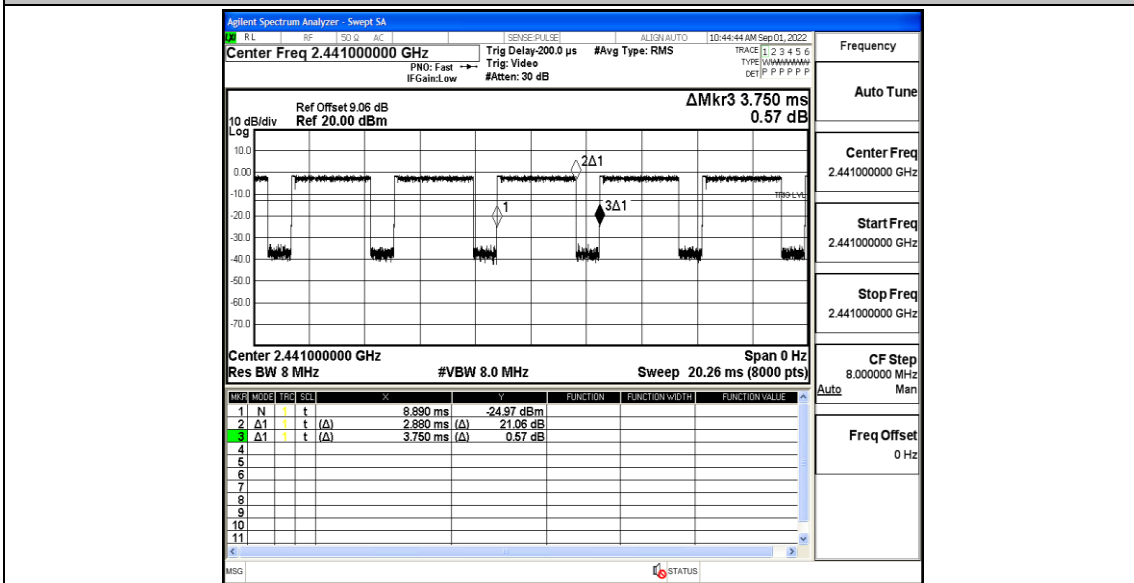 Agilent Spectrum Analyzer - Swept SA
LXI RL RF 50 Ω AC SENSE:PULSE ALIGN AUTO 10:44:44 AM Sep 01, 2022
Center Freq 2.441000000 GHz
PNO: Fast
IFGain:Low
Trig Delay-200.0 µs
Trig: Video
#Atten: 30 dB
#Avg Type: RMS
TRACE 1 2 3 4 5 6
TYPE WWWWWWW
DET P P P P P P
Ref Offset 9.06 dB
10 dB/div Ref 20.00 dBm
Log
ΔMkr3 3.750 ms
0.57 dB
10.0
0.00
-10.0
-20.0
-30.0
-40.0
-50.0
-60.0
-70.0
2Δ1
TRIG LVL
1
3Δ1
Center 2.441000000 GHz Span 0 Hz
Res BW 8 MHz #VBW 8.0 MHz Sweep 20.26 ms (8000 pts)
MKR MODE TRC SCL X Y FUNCTION FUNCTION WIDTH FUNCTION VALUE
1 N 1 t 8.890 ms -24.97 dBm
2 Δ1 1 t (Δ) 2.880 ms (Δ) 21.06 dB
3 Δ1 1 t (Δ) 3.750 ms (Δ) 0.57 dB
4
5
6
7
8
9
10
11
MSG STATUS
Frequency
Auto Tune
Center Freq
2.441000000 GHz
Start Freq
2.441000000 GHz
Stop Freq
2.441000000 GHz
CF Step
8.000000 MHz
Auto Man
Freq Offset
0 Hz